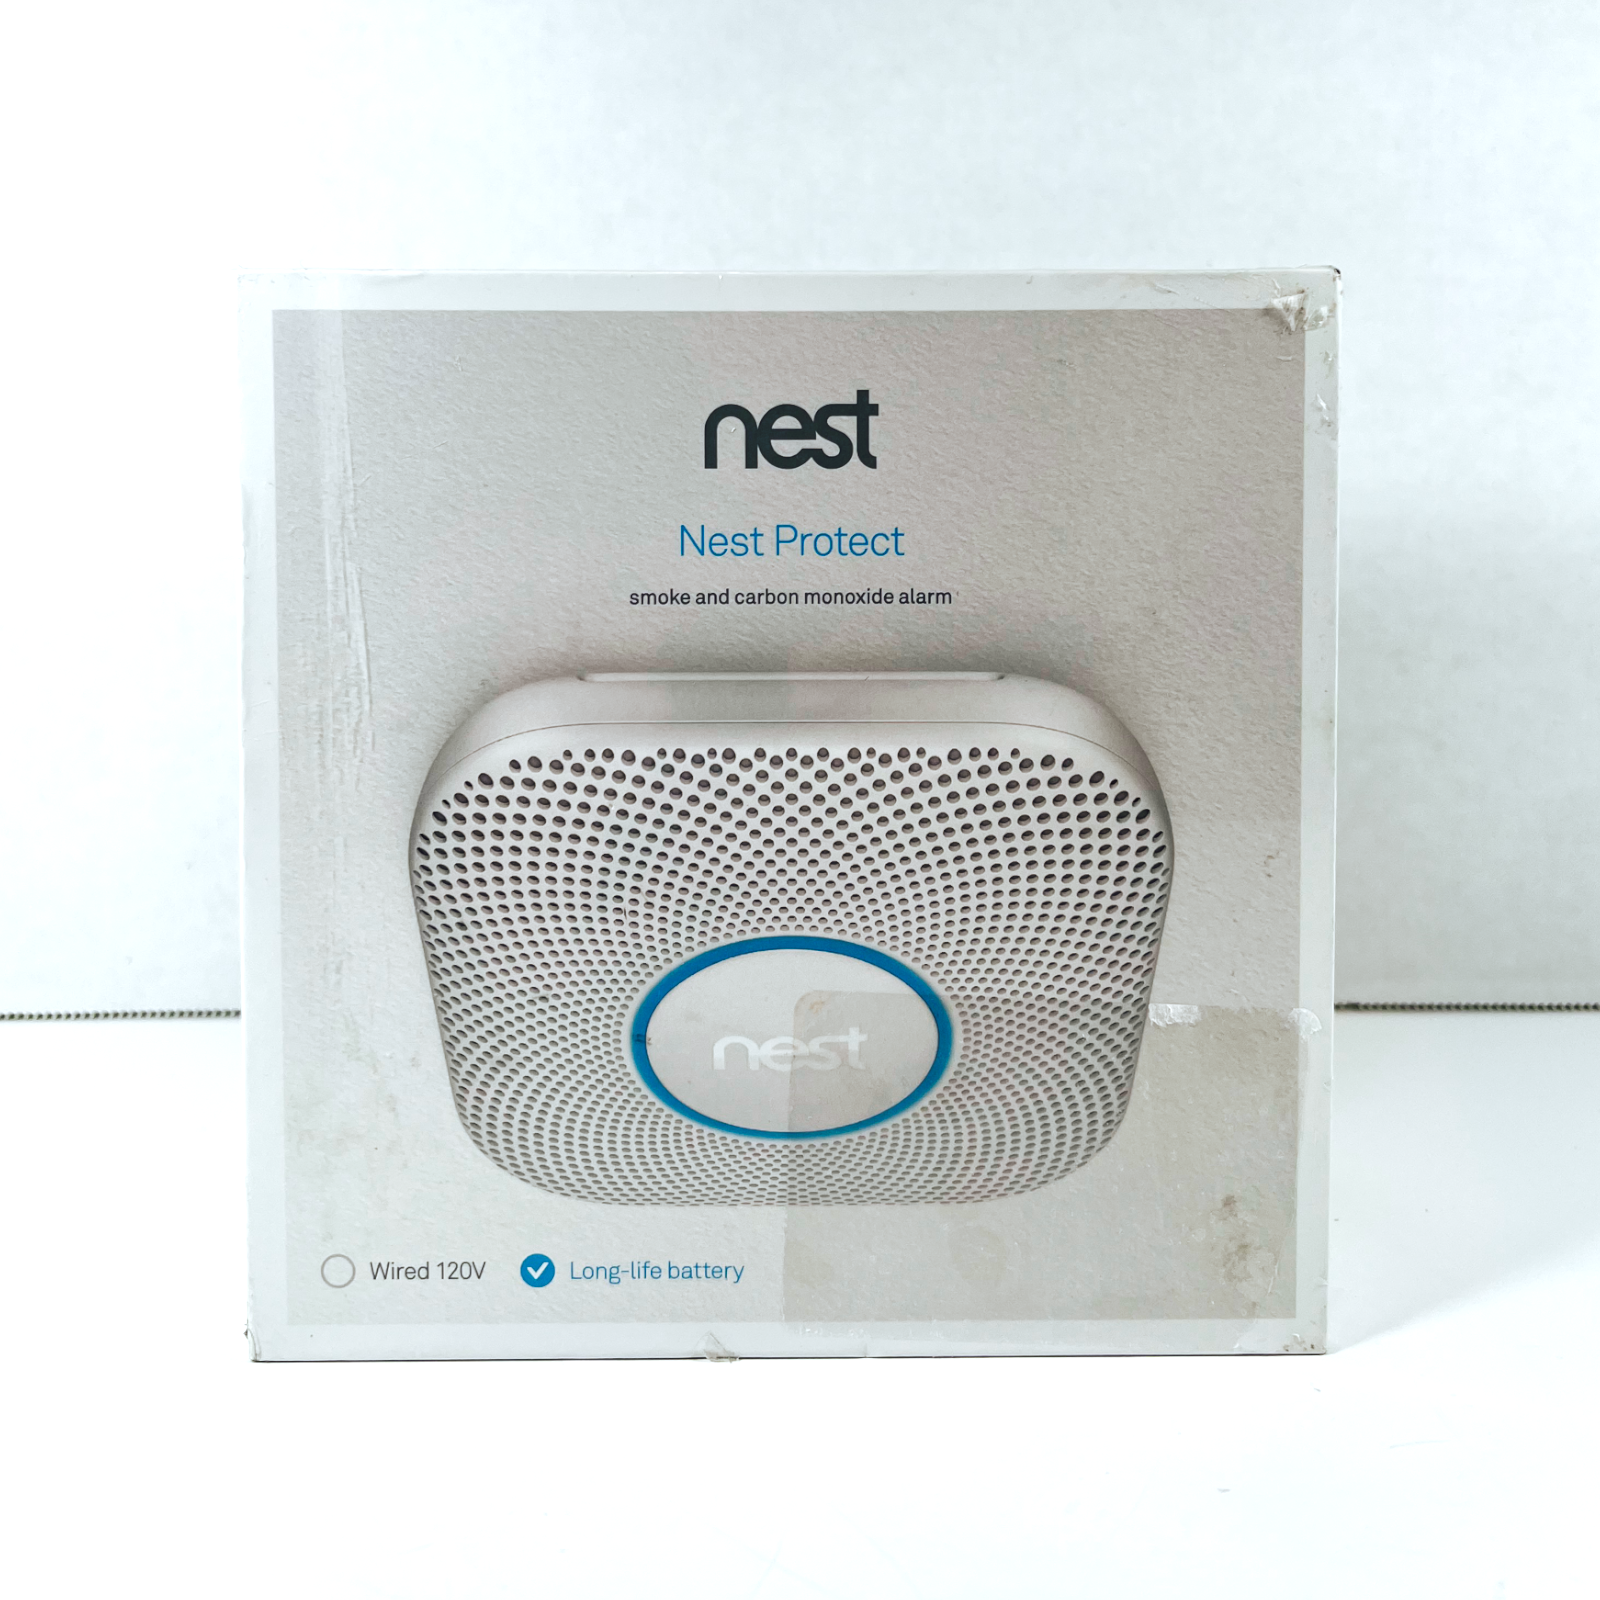 nest
Nest Protect
smoke and carbon monoxide alarm
nest
Wired 120V Long-life battery